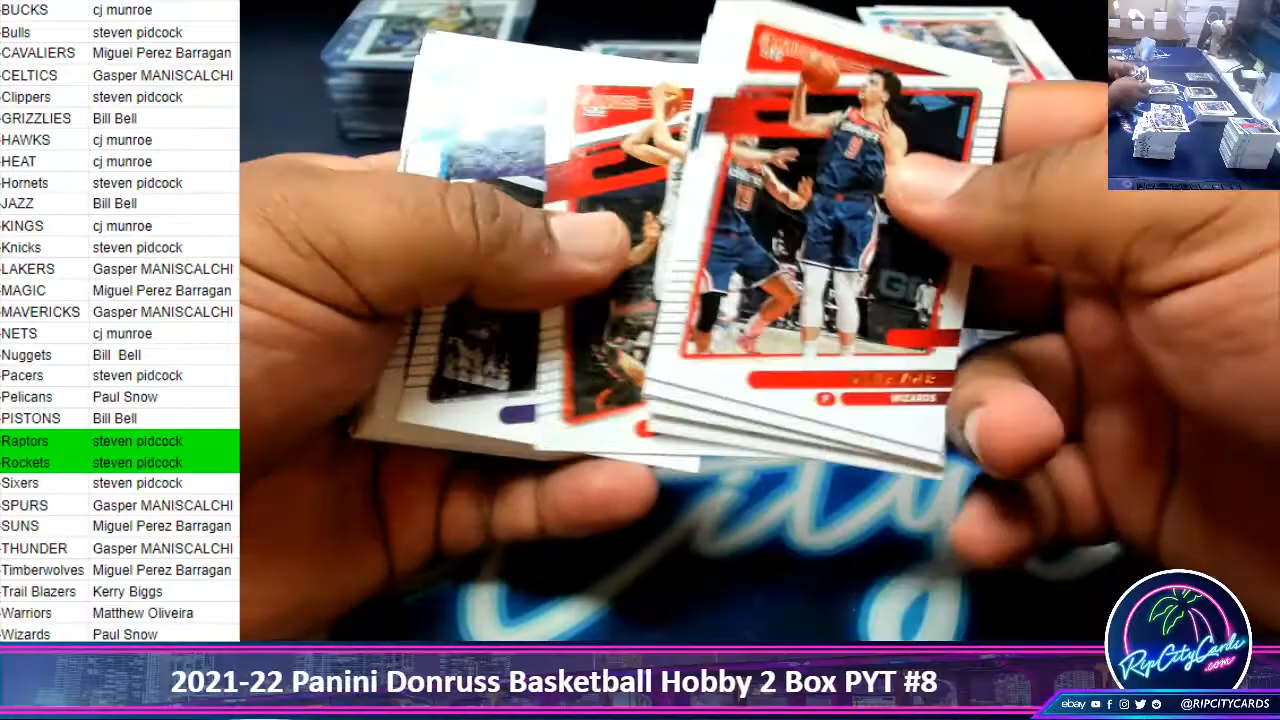 -BUCKS cj munroe
-Bulls steven pidcock
-CAVALIERS Miguel Perez Barragan
-CELTICS Gasper MANISCALCHI
-Clippers steven pidcock
-GRIZZLIES Bill Bell
-HAWKS cj munroe
-HEAT cj munroe
-Hornets steven pidcock
-JAZZ Bill Bell
-KINGS cj munroe
-Knicks steven pidcock
-LAKERS Gasper MANISCALCHI
-MAGIC Miguel Perez Barragan
-MAVERICKS Gasper MANISCALCHI
-NETS cj munroe
-Nuggets Bill Bell
-Pacers steven pidcock
-Pelicans Paul Snow
-PISTONS Bill Bell
-Raptors steven pidcock
-Rockets steven pidcock
-Sixers steven pidcock
-SPURS Gasper MANISCALCHI
-SUNS Miguel Perez Barragan
-THUNDER Gasper MANISCALCHI
-Timberwolves Miguel Perez Barragan
-Trail Blazers Kerry Biggs
-Warriors Matthew Oliveira
-Wizards Paul Snow
WIZARDS
City
RipCityCards
.com
2021-22 Panini Donruss Basketball Hobby 2 Box PYT #8
ebay @RIPCITYCARDS